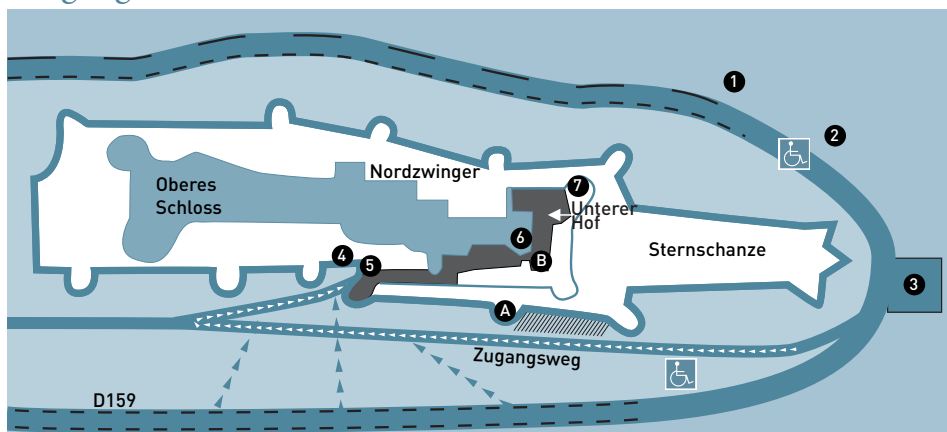 1
2
Nordzwinger
Oberes
Schloss
7
Unterer
Hof
6
Sternschanze
4
5
B
3
A
Zugangsweg
D159